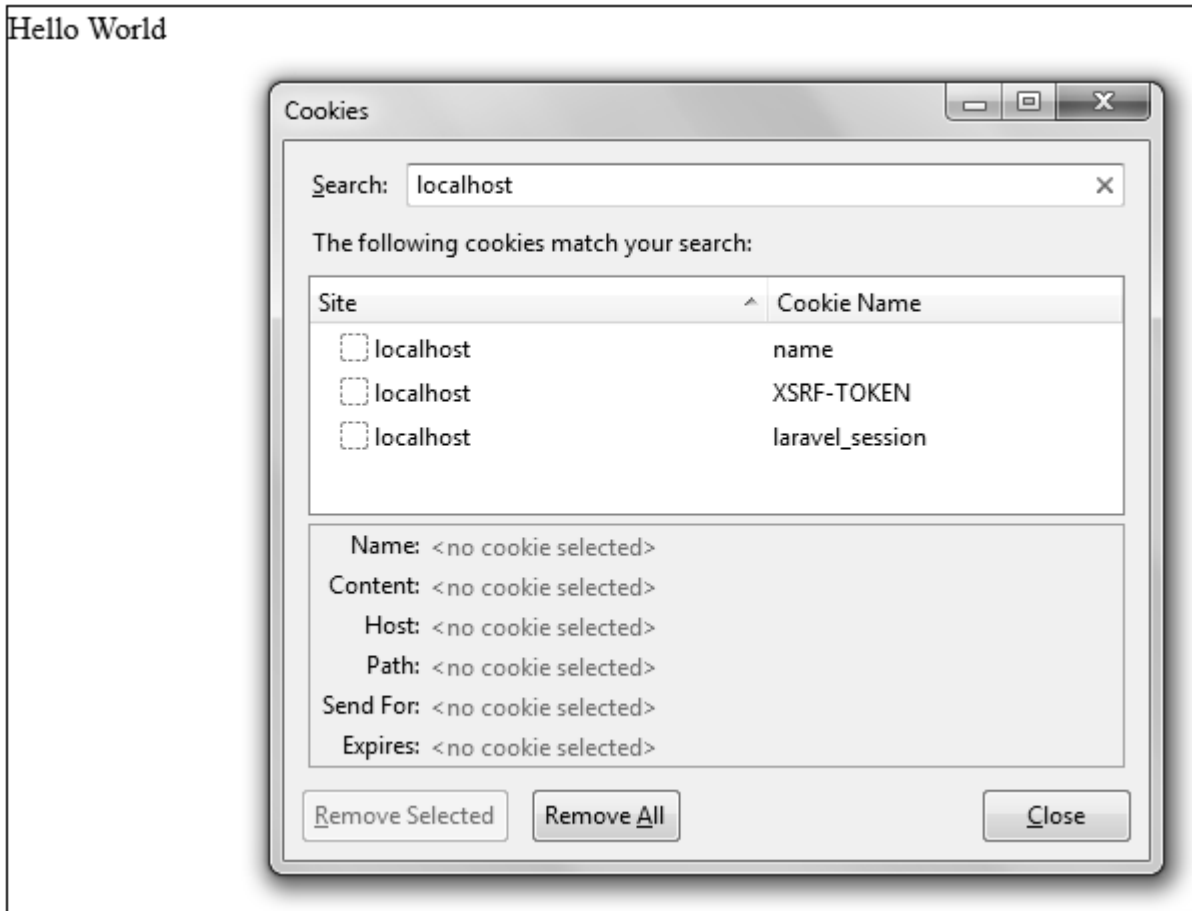 Hello World
Cookies
Search: localhost
The following cookies match your search:
Site Cookie Name
localhost name
localhost XSRF-TOKEN
localhost laravel_session
Name: <no cookie selected>
Content: <no cookie selected>
Host: <no cookie selected>
Path: <no cookie selected>
Send For: <no cookie selected>
Expires: <no cookie selected>
Remove Selected Remove All Close